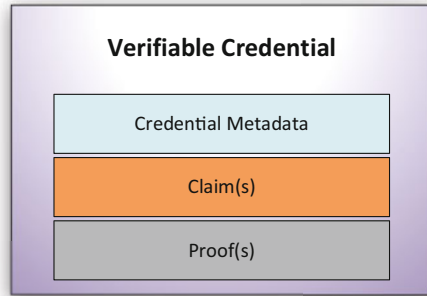 Verifiable Credential
Credential Metadata
Claim(s)
Proof(s)